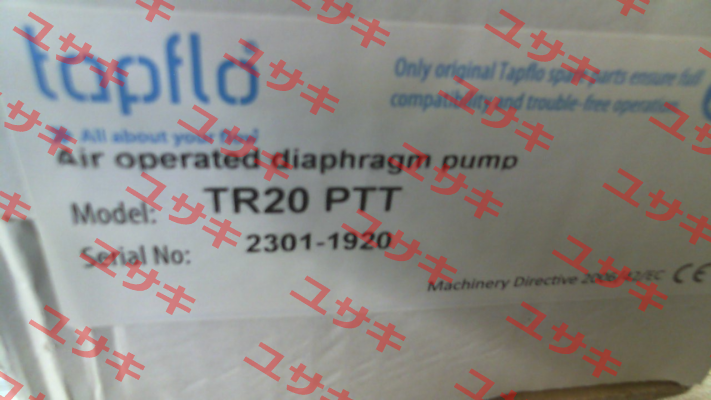 tapflo
Only original Tapflo spare parts ensure full
compatibility and trouble-free operation.
All about your flow!
Air operated diaphragm pump
Model: TR20 PTT
Serial No: 2301-1920
Machinery Directive 2006/42/EC CE
ユサキ